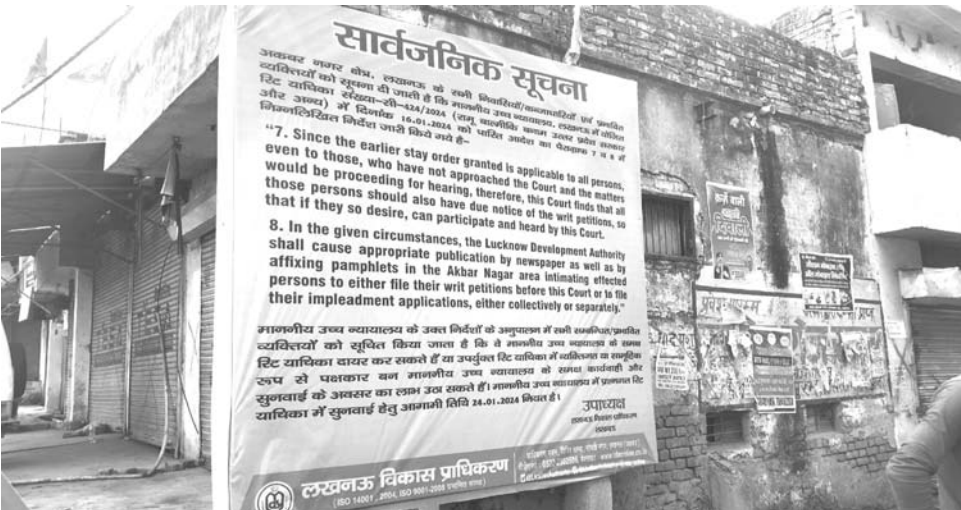 सार्वजनिक सूचना
अकबर नगर क्षेत्र, लखनऊ के सभी निवासियों/कब्जाधारियों एवं प्रभावित
व्यक्तियों को सूचना दी जाती है कि माननीय उच्च न्यायालय, लखनऊ में योजित
रिट याचिका संख्या-सी-424/2024 (रामू बाल्मीकि बनाम उत्तर प्रदेश सरकार
और अन्य) में दिनांक 16.01.2024 को पारित आदेश का पैराग्राफ 7 व 8 में
निम्नलिखित निर्देश जारी किये गये है-
"7. Since the earlier stay order granted is applicable to all persons,
even to those, who have not approached the Court and the matters
would be proceeding for hearing, therefore, this Court finds that all
those persons should also have due notice of the writ petitions, so
that if they so desire, can participate and heard by this Court.
8. In the given circumstances, the Lucknow Development Authority
shall cause appropriate publication by newspaper as well as by
affixing pamphlets in the Akbar Nagar area intimating effected
persons to either file their writ petitions before this Court or to file
their impleadment applications, either collectively or separately."
माननीय उच्च न्यायालय के उक्त निर्देशों के अनुपालन में सभी सम्बन्धित/प्रभावित
व्यक्तियों को सूचित किया जाता है कि वे माननीय उच्च न्यायालय के समक्ष
रिट याचिका दायर कर सकते हैं या उपर्युक्त रिट याचिका में व्यक्तिगत या सामूहिक
रूप से पक्षकार बन माननीय उच्च न्यायालय के समक्ष कार्यवाही और
सुनवाई के अवसर का लाभ उठा सकते हैं। माननीय उच्च न्यायालय में प्रश्नगत रिट
याचिका में सुनवाई हेतु आगामी तिथि 24.01.2024 नियत है।
उपाध्यक्ष
लखनऊ विकास प्राधिकरण
लखनऊ
लखनऊ विकास प्राधिकरण
(ISO 14001 : 2004, ISO 9001-2008 प्रमाणित संस्था)